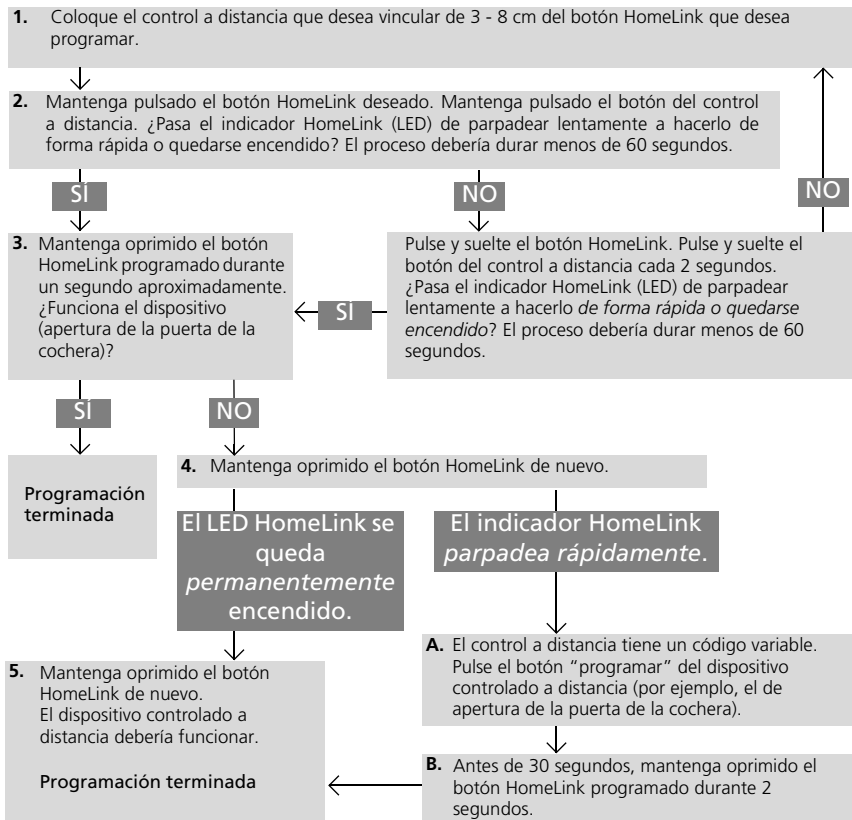 1. Coloque el control a distancia que desea vincular de 3 - 8 cm del botón HomeLink que desea
programar.
2. Mantenga pulsado el botón HomeLink deseado. Mantenga pulsado el botón del control
a distancia. ¿Pasa el indicador HomeLink (LED) de parpadear lentamente a hacerlo de
forma rápida o quedarse encendido? El proceso debería durar menos de 60 segundos.
SÍ
NO
NO
3. Mantenga oprimido el botón
HomeLink programado durante
un segundo aproximadamente.
¿Funciona el dispositivo
(apertura de la puerta de la
cochera)?
SÍ
Pulse y suelte el botón HomeLink. Pulse y suelte el
botón del control a distancia cada 2 segundos.
¿Pasa el indicador HomeLink (LED) de parpadear
lentamente a hacerlo de forma rápida o quedarse
encendido? El proceso debería durar menos de 60
segundos.
SÍ
NO
Programación
terminada
4. Mantenga oprimido el botón HomeLink de nuevo.
El LED HomeLink se
queda
permanentemente
encendido.
El indicador HomeLink
parpadea rápidamente.
A. El control a distancia tiene un código variable.
Pulse el botón “programar” del dispositivo
controlado a distancia (por ejemplo, el de
apertura de la puerta de la cochera).
5. Mantenga oprimido el botón
HomeLink de nuevo.
El dispositivo controlado a
distancia debería funcionar.
Programación terminada
B. Antes de 30 segundos, mantenga oprimido el
botón HomeLink programado durante 2
segundos.